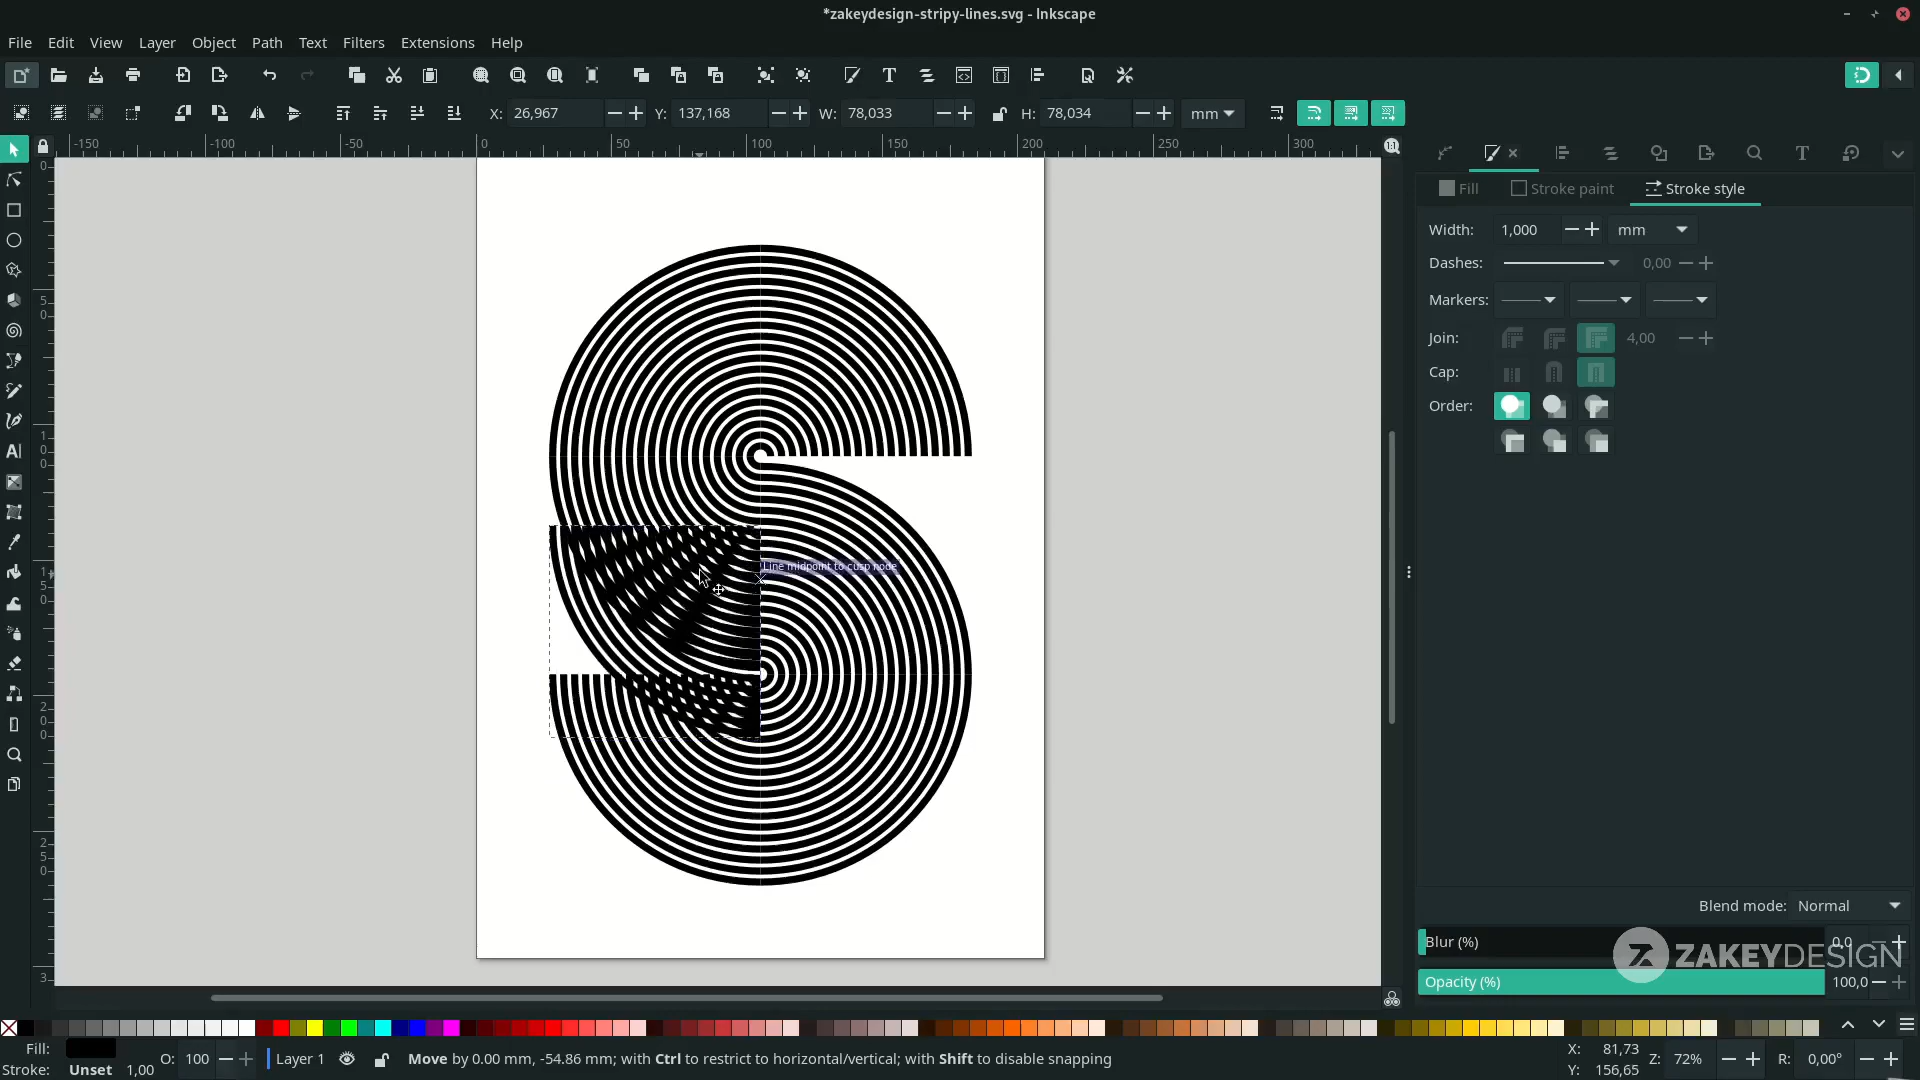 *zakeydesign-stripy-lines.svg - Inkscape
File Edit View Layer Object Path Text Filters Extensions Help
X: 26,967 Y: 137,168 W: 78,033 H: 78,034 mm
-150 -100 -50 0 50 100 150 200 250 300
Fill Stroke paint Stroke style
Width: 1,000 mm
Dashes: 0,00
Markers:
Join: 4,00
Cap:
Order:
Line midpoint to cusp node
Blend mode: Normal
Blur (%) 0,0
ZAKEYDESIGN
Opacity (%) 100,0
Fill: O: 100 Layer 1 Move by 0.00 mm, -54.86 mm; with Ctrl to restrict to horizontal/vertical; with Shift to disable snapping X: 81,73 Z: 72% R: 0,00°
Stroke: Unset 1,00 Y: 156,65